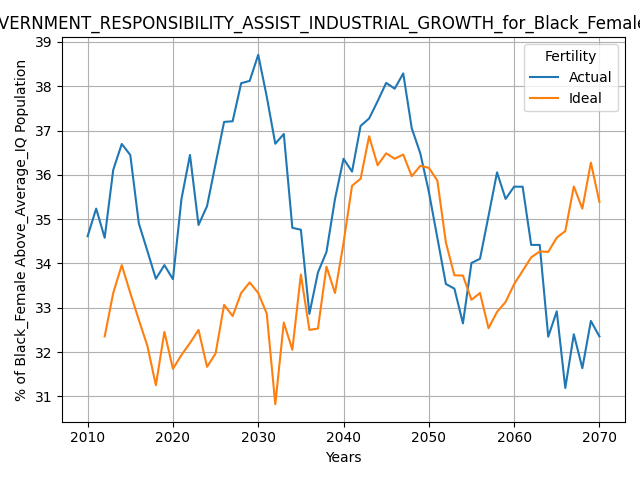 VERNMENT_RESPONSIBILITY_ASSIST_INDUSTRIAL_GROWTH_for_Black_Female
Fertility
Actual
Ideal
% of Black_Female Above_Average_IQ Population
39
38
37
36
35
34
33
32
31
2010 2020 2030 2040 2050 2060 2070
Years